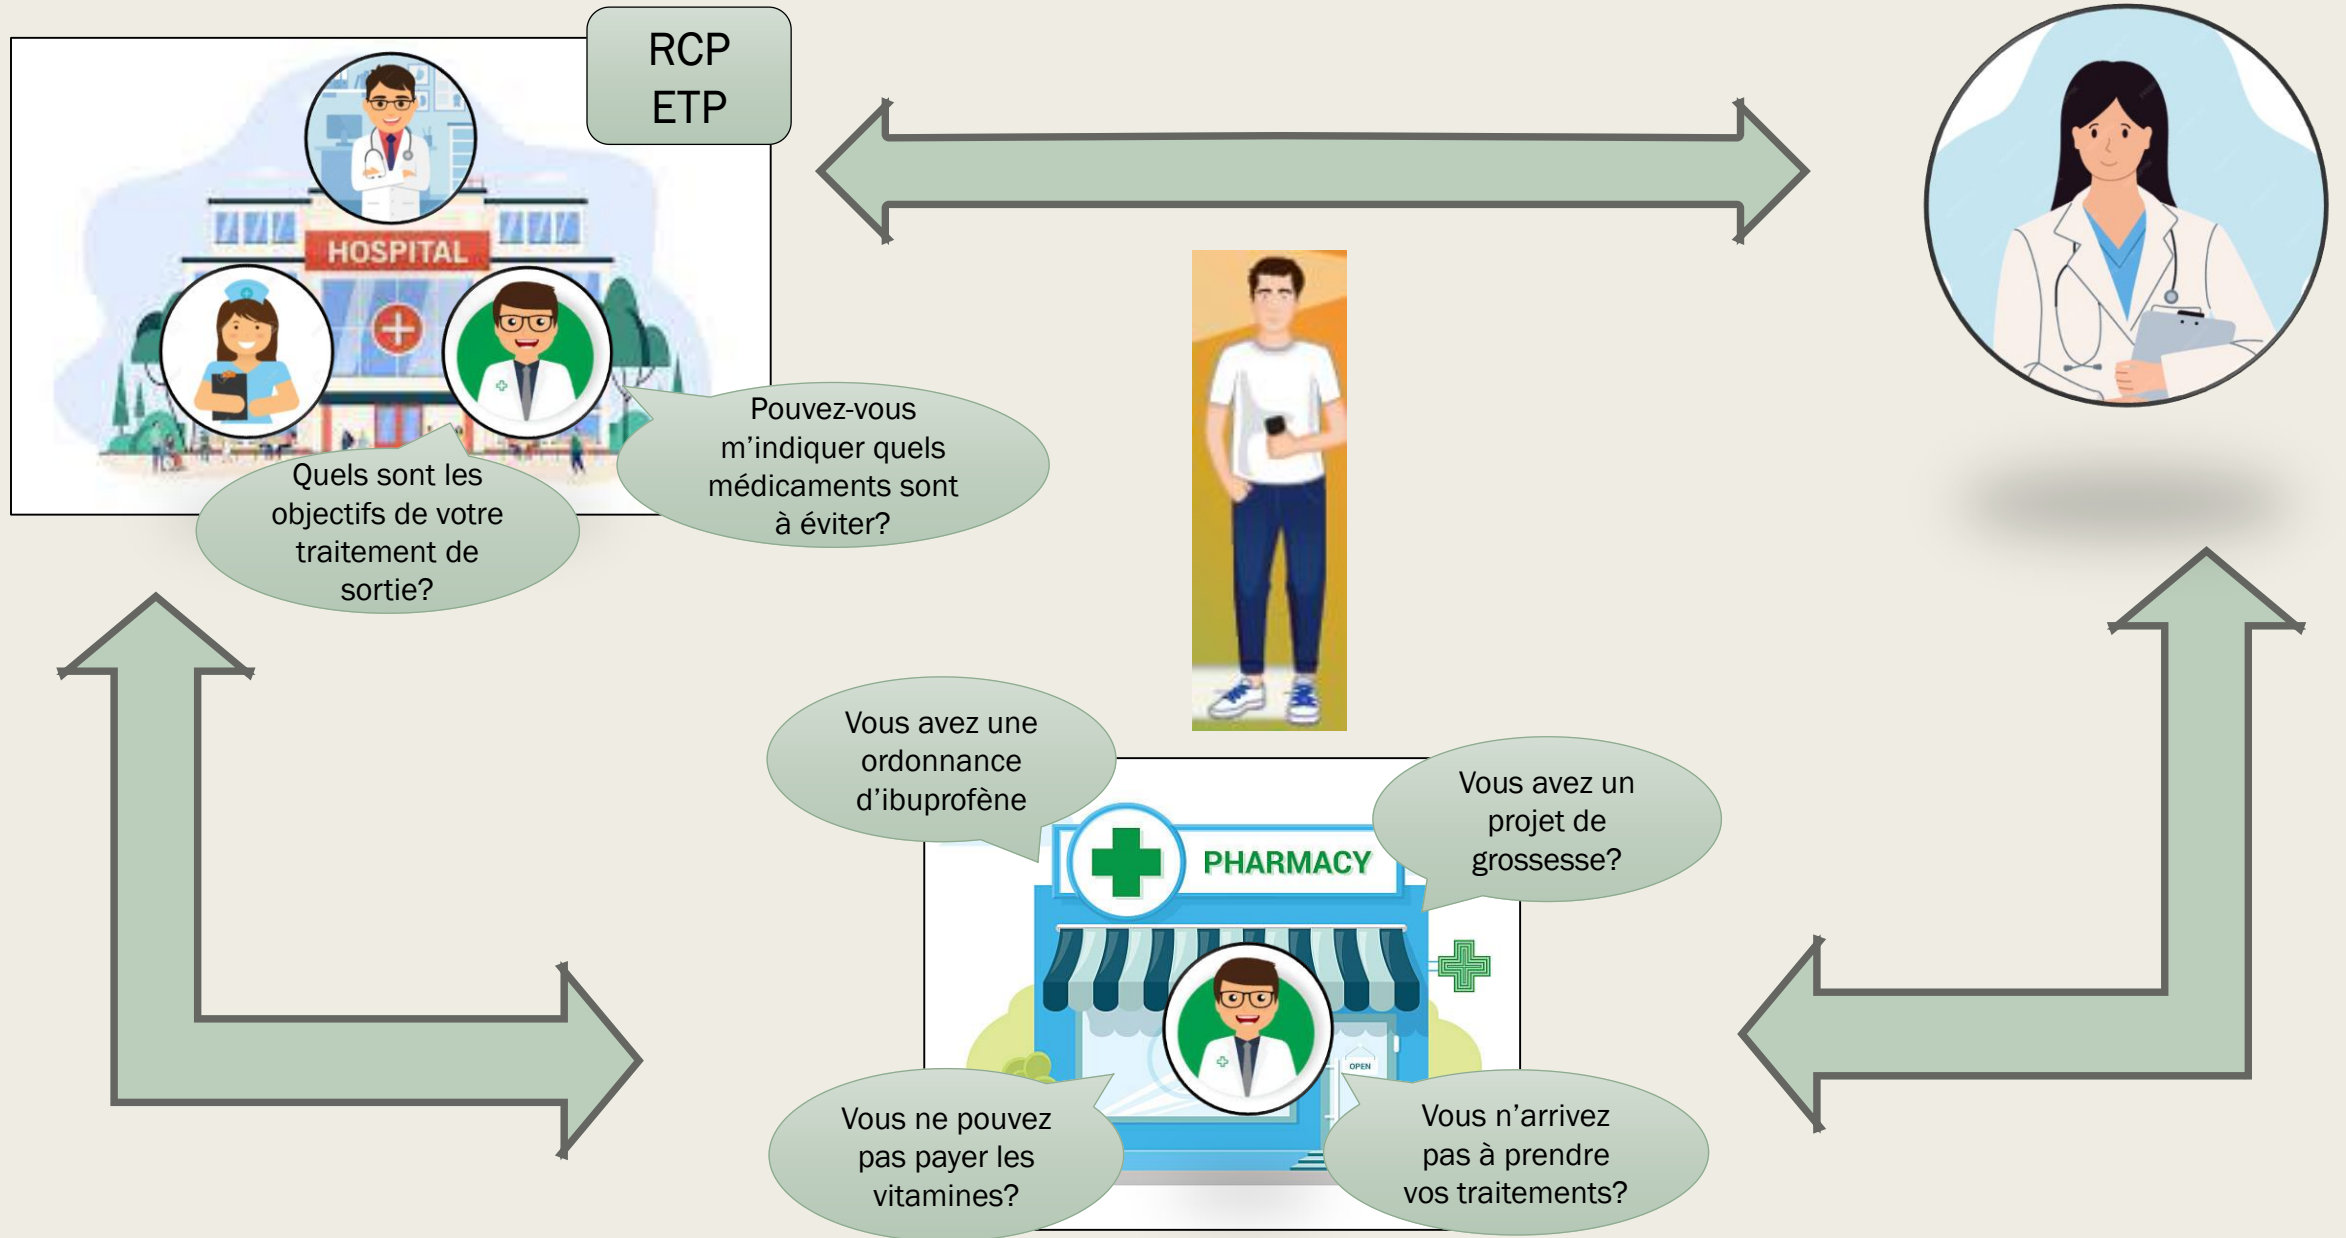 RCP
ETP
HOSPITAL
Pouvez-vous
m’indiquer quels
médicaments sont
à éviter?
Quels sont les
objectifs de votre
traitement de
sortie?
Vous avez une
ordonnance
d’ibuprofène
Vous avez un
projet de
grossesse?
PHARMACY
OPEN
Vous ne pouvez
pas payer les
vitamines?
Vous n’arrivez
pas à prendre
vos traitements?